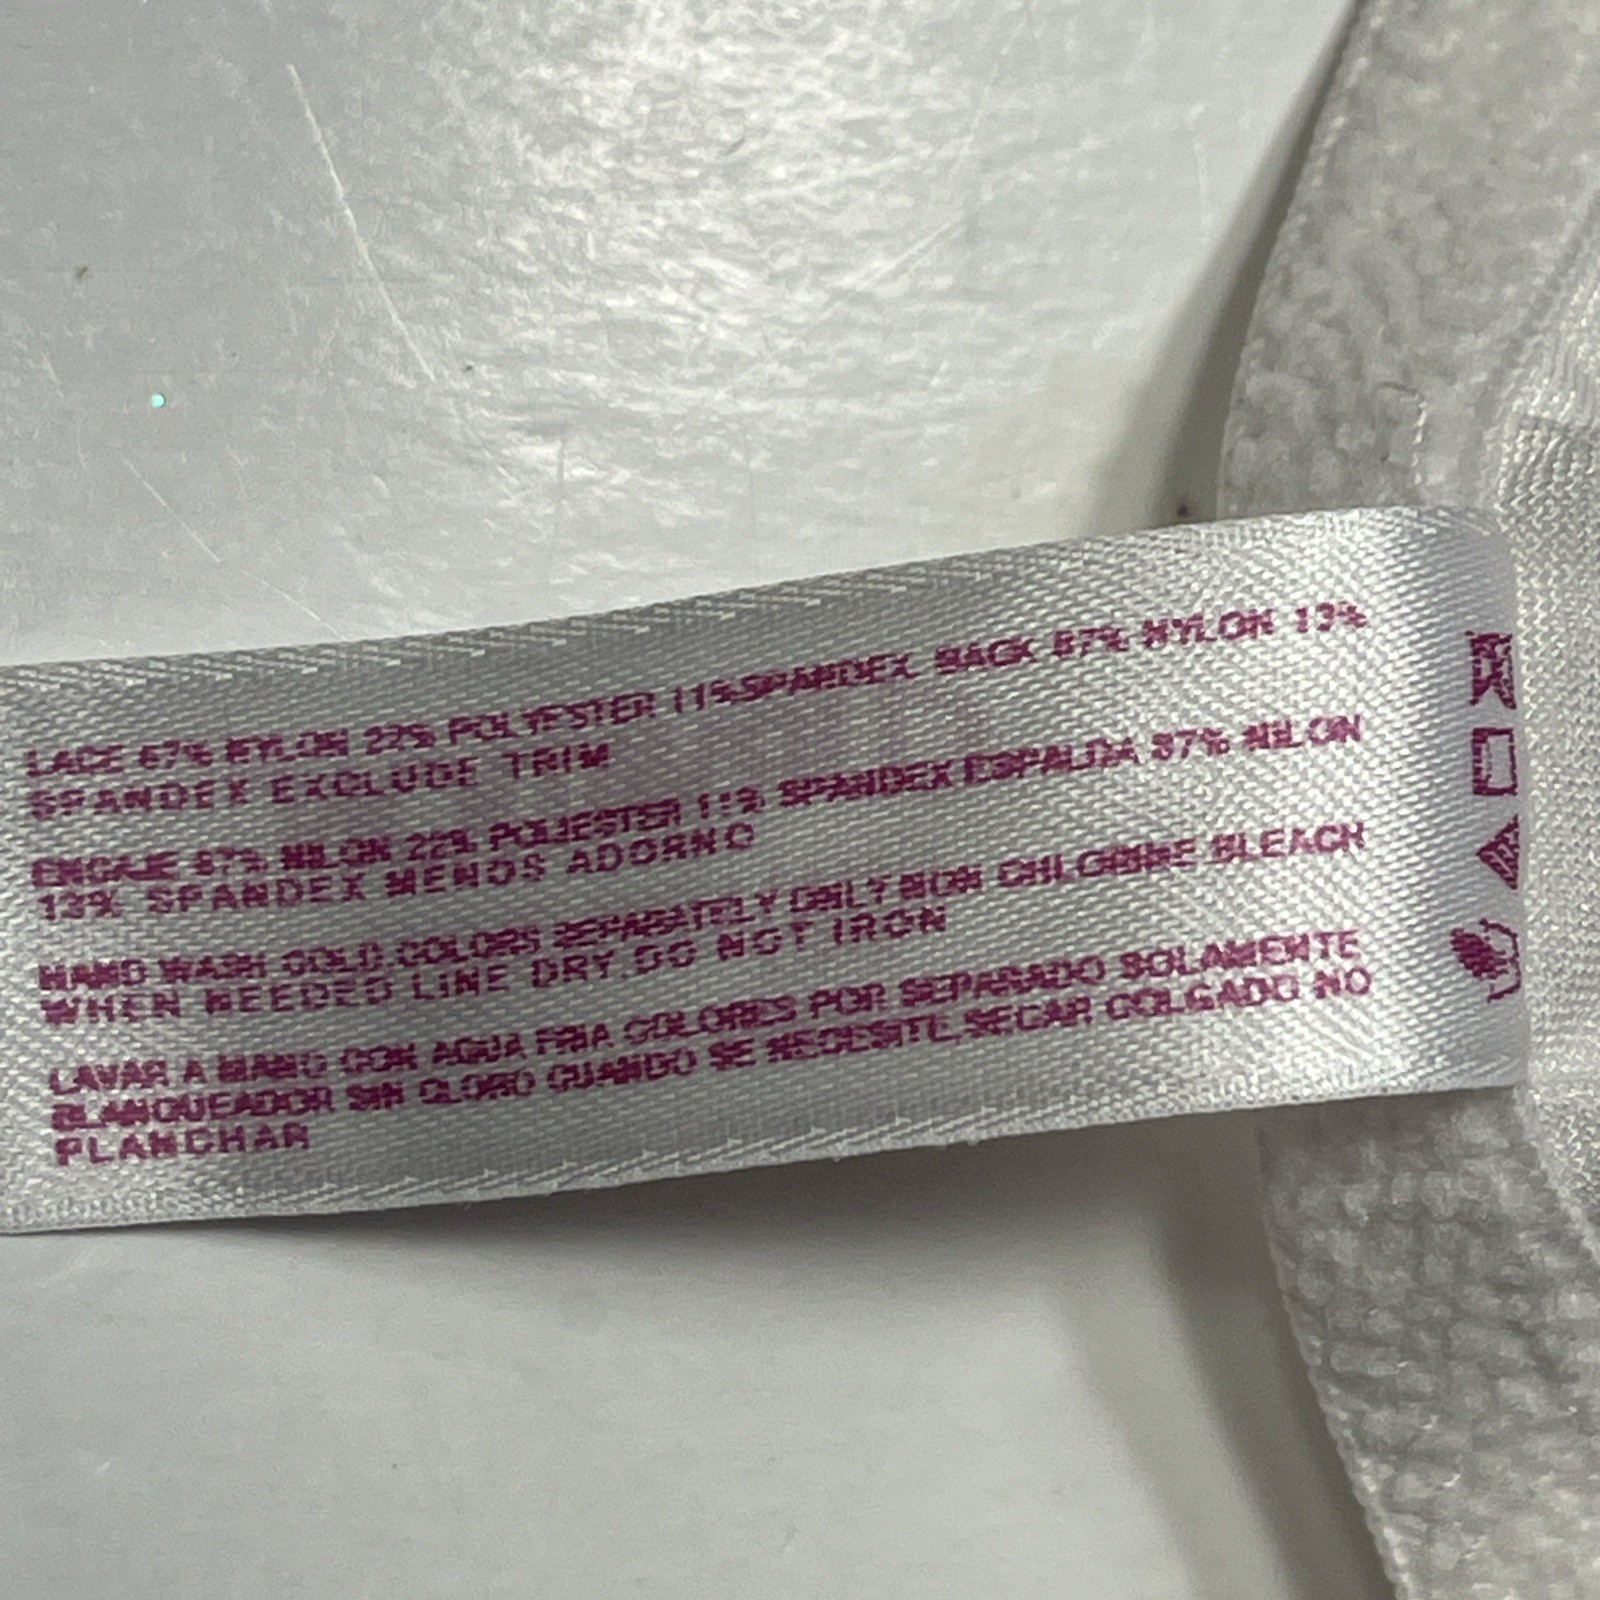 LACE 67% NYLON 22% POLYESTER 11%SPANDEX BACK 87% NYLON 13%
SPANDEX EXCLUDE TRIM
ENCAJE 67% NILON 22% POLIESTER 11% SPANDEX ESPALDA 87% NILON
13% SPANDEX MENOS ADORNO
HAND WASH COLD COLORS SEPARATELY ONLY NON CHLORINE BLEACH
WHEN NEEDED LINE DRY.DO NOT IRON
LAVAR A MANO CON AGUA FRIA COLORES POR SEPARADO SOLAMENTE
BLANQUEADOR SIN CLORO CUANDO SE NECESITE,SECAR COLGADO NO
PLANCHAR